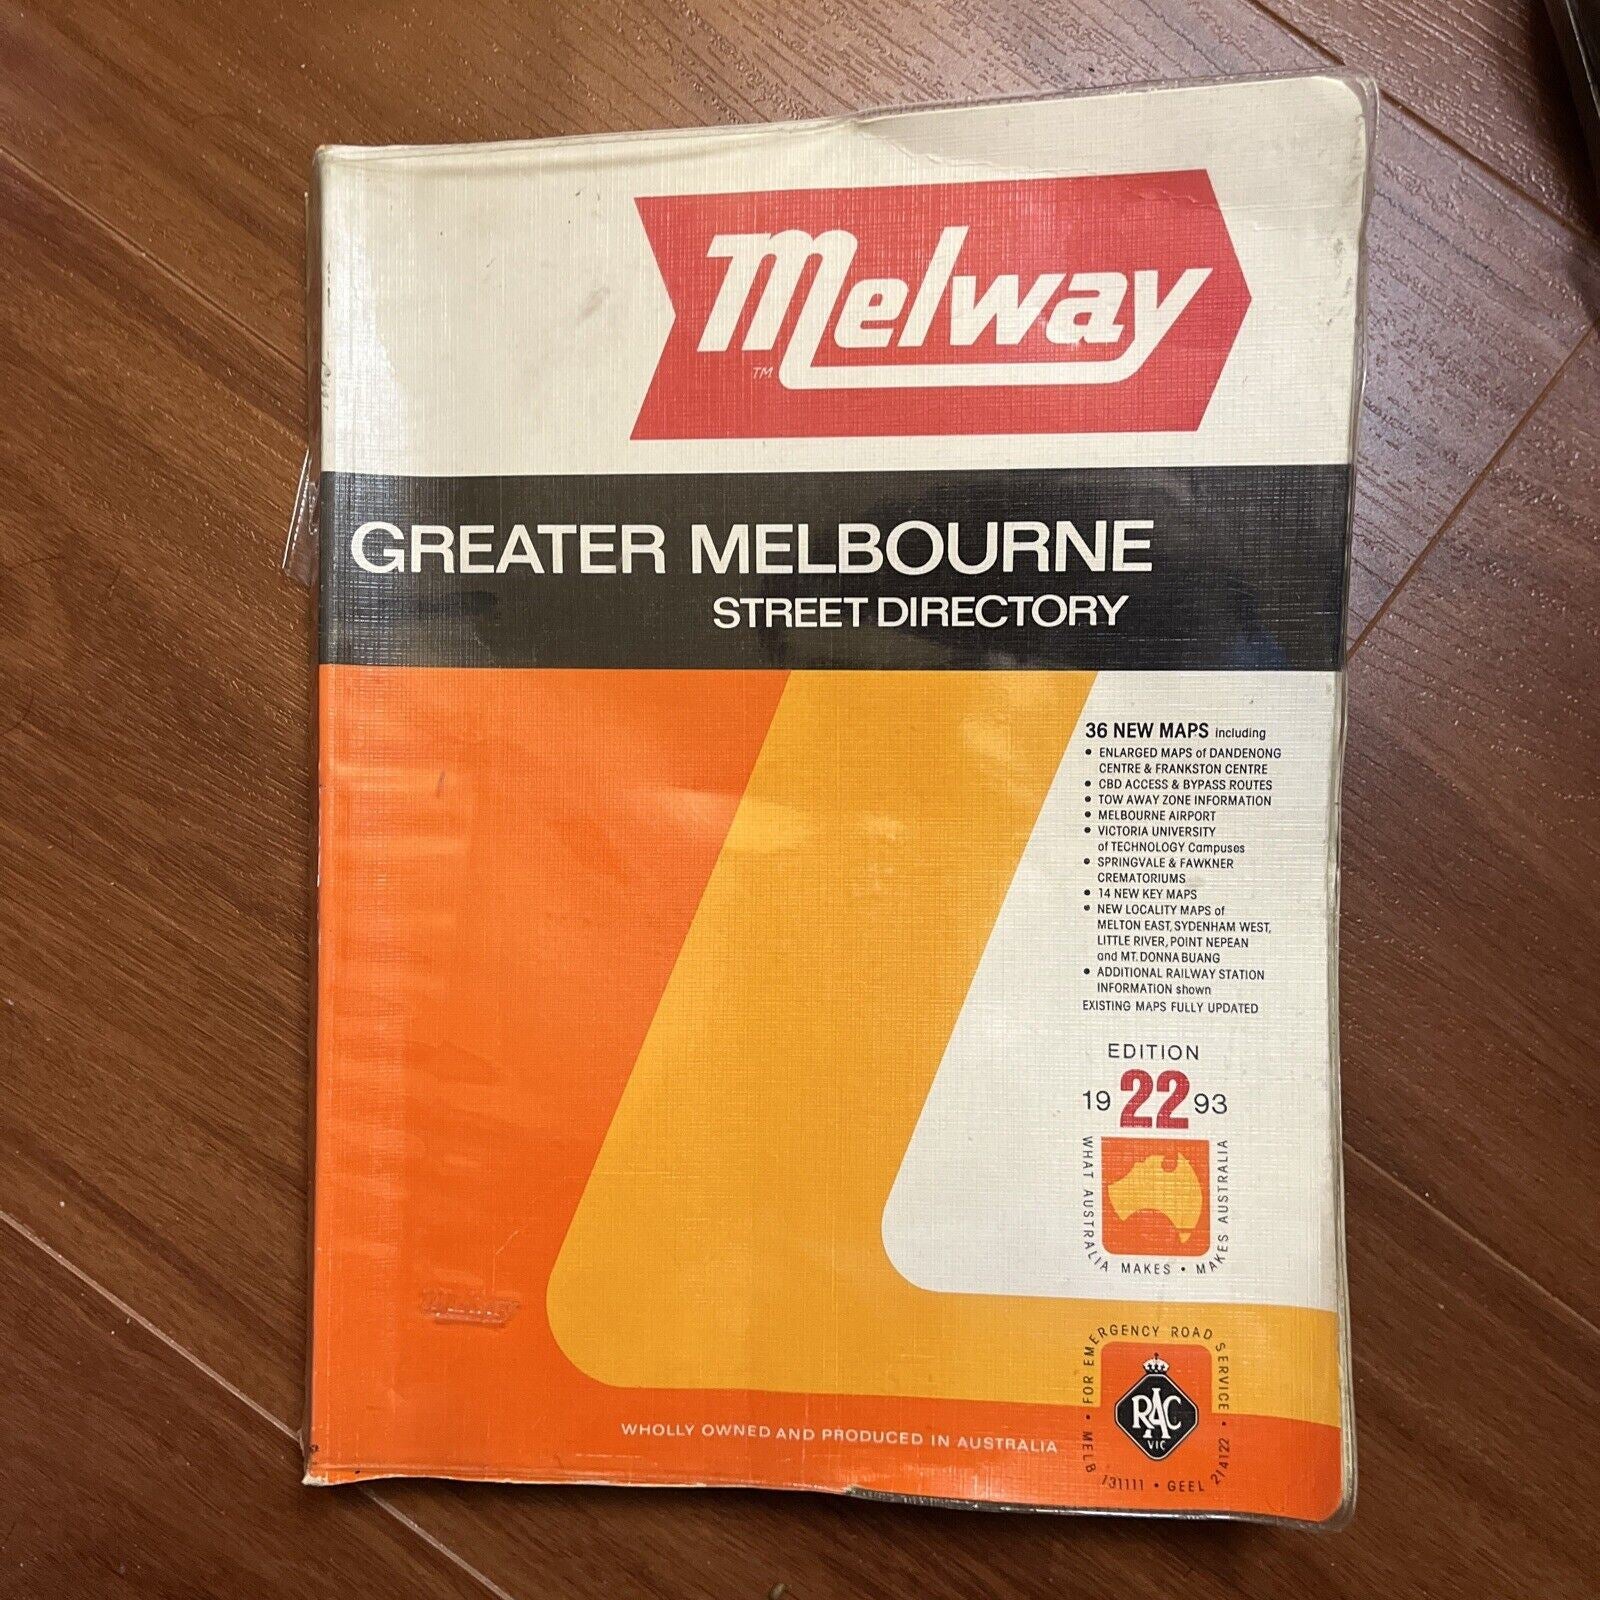 Melway
TM
GREATER MELBOURNE
STREET DIRECTORY
36 NEW MAPS including
• ENLARGED MAPS of DANDENONG
CENTRE & FRANKSTON CENTRE
• CBD ACCESS & BYPASS ROUTES
• TOW AWAY ZONE INFORMATION
• MELBOURNE AIRPORT
• VICTORIA UNIVERSITY
of TECHNOLOGY Campuses
• SPRINGVALE & FAWKNER
CREMATORIUMS
• 14 NEW KEY MAPS
• NEW LOCALITY MAPS of
MELTON EAST, SYDENHAM WEST,
LITTLE RIVER, POINT NEPEAN
and MT. DONNA BUANG
• ADDITIONAL RAILWAY STATION
INFORMATION shown
EXISTING MAPS FULLY UPDATED
EDITION
19 22 93
WHAT AUSTRALIA MAKES • MAKES AUSTRALIA
FOR EMERGENCY ROAD SERVICE •
RAC
VIC
MELB 131111 • GEEL 214122 •
WHOLLY OWNED AND PRODUCED IN AUSTRALIA